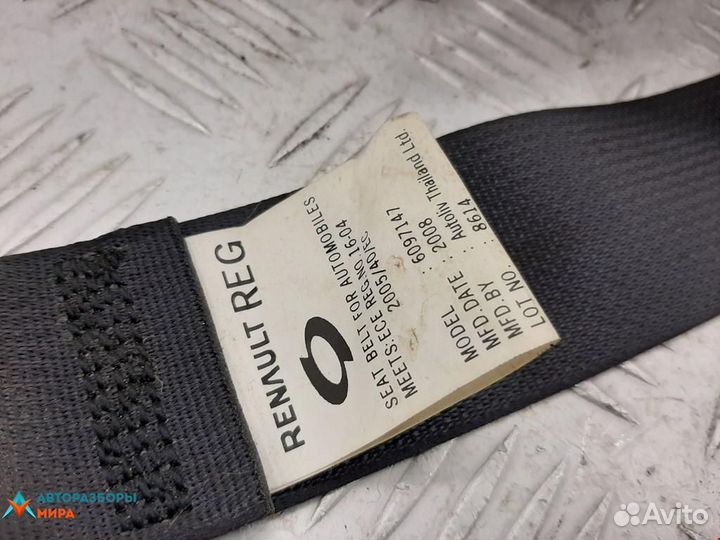 RENAULT REG
SEAT BELT FOR AUTOMOBILES
MEETS:ECE REG.NO.16-04
2005/40/EC
MODEL : 6097147
MFD.DATE : 2008
MFD.BY : Autoliv Thailand Ltd.
LOT NO : 8614
АВТОРАЗБОРЫ
МИРА
Avito